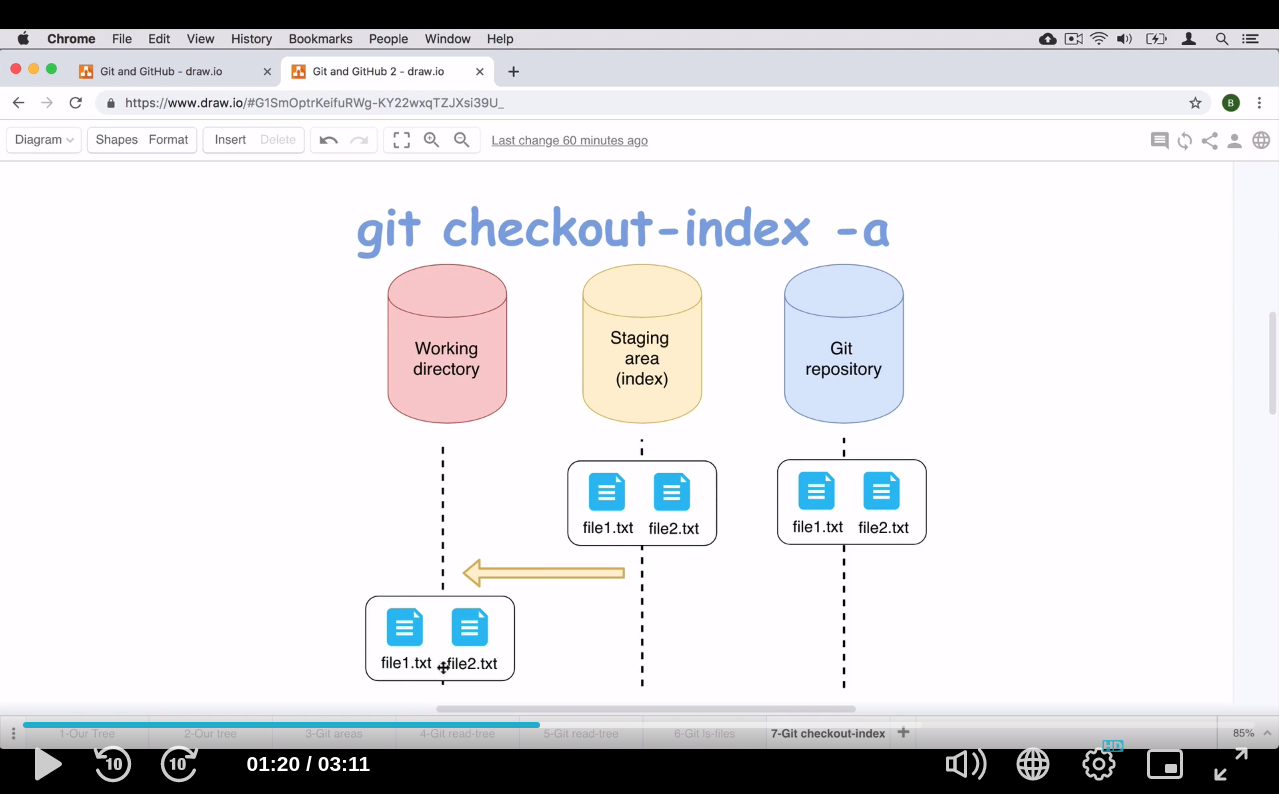 Chrome File Edit View History Bookmarks People Window Help
Git and GitHub - draw.io
Git and GitHub 2 - draw.io
https://www.draw.io/#G1SmOptrKeifuRWg-KY22wxqTZJXsi39U_
B
Diagram Shapes Format Insert Delete Last change 60 minutes ago
git checkout-index -a
Working
directory
Staging
area
(index)
Git
repository
file1.txt file2.txt
file1.txt file2.txt
file1.txt file2.txt
1-Our Tree 2-Our tree 3-Git areas 4-Git read-tree 5-Git read-tree 6-Git ls-files 7-Git checkout-index 85%
10 10 01:20 / 03:11 HD